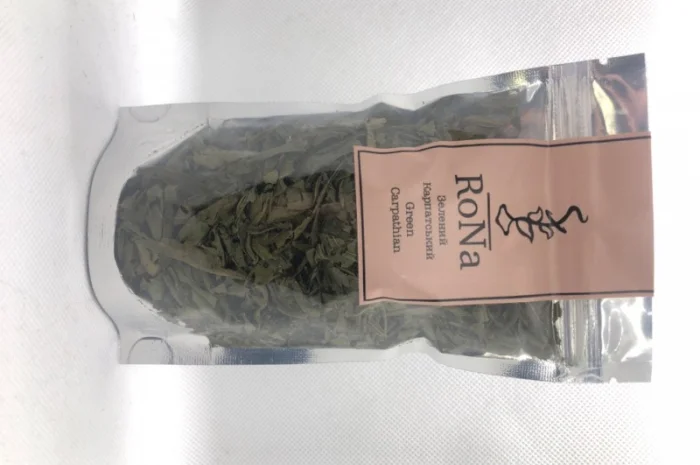 RoNa
Зелений
Карпатський
Green
Carpathian